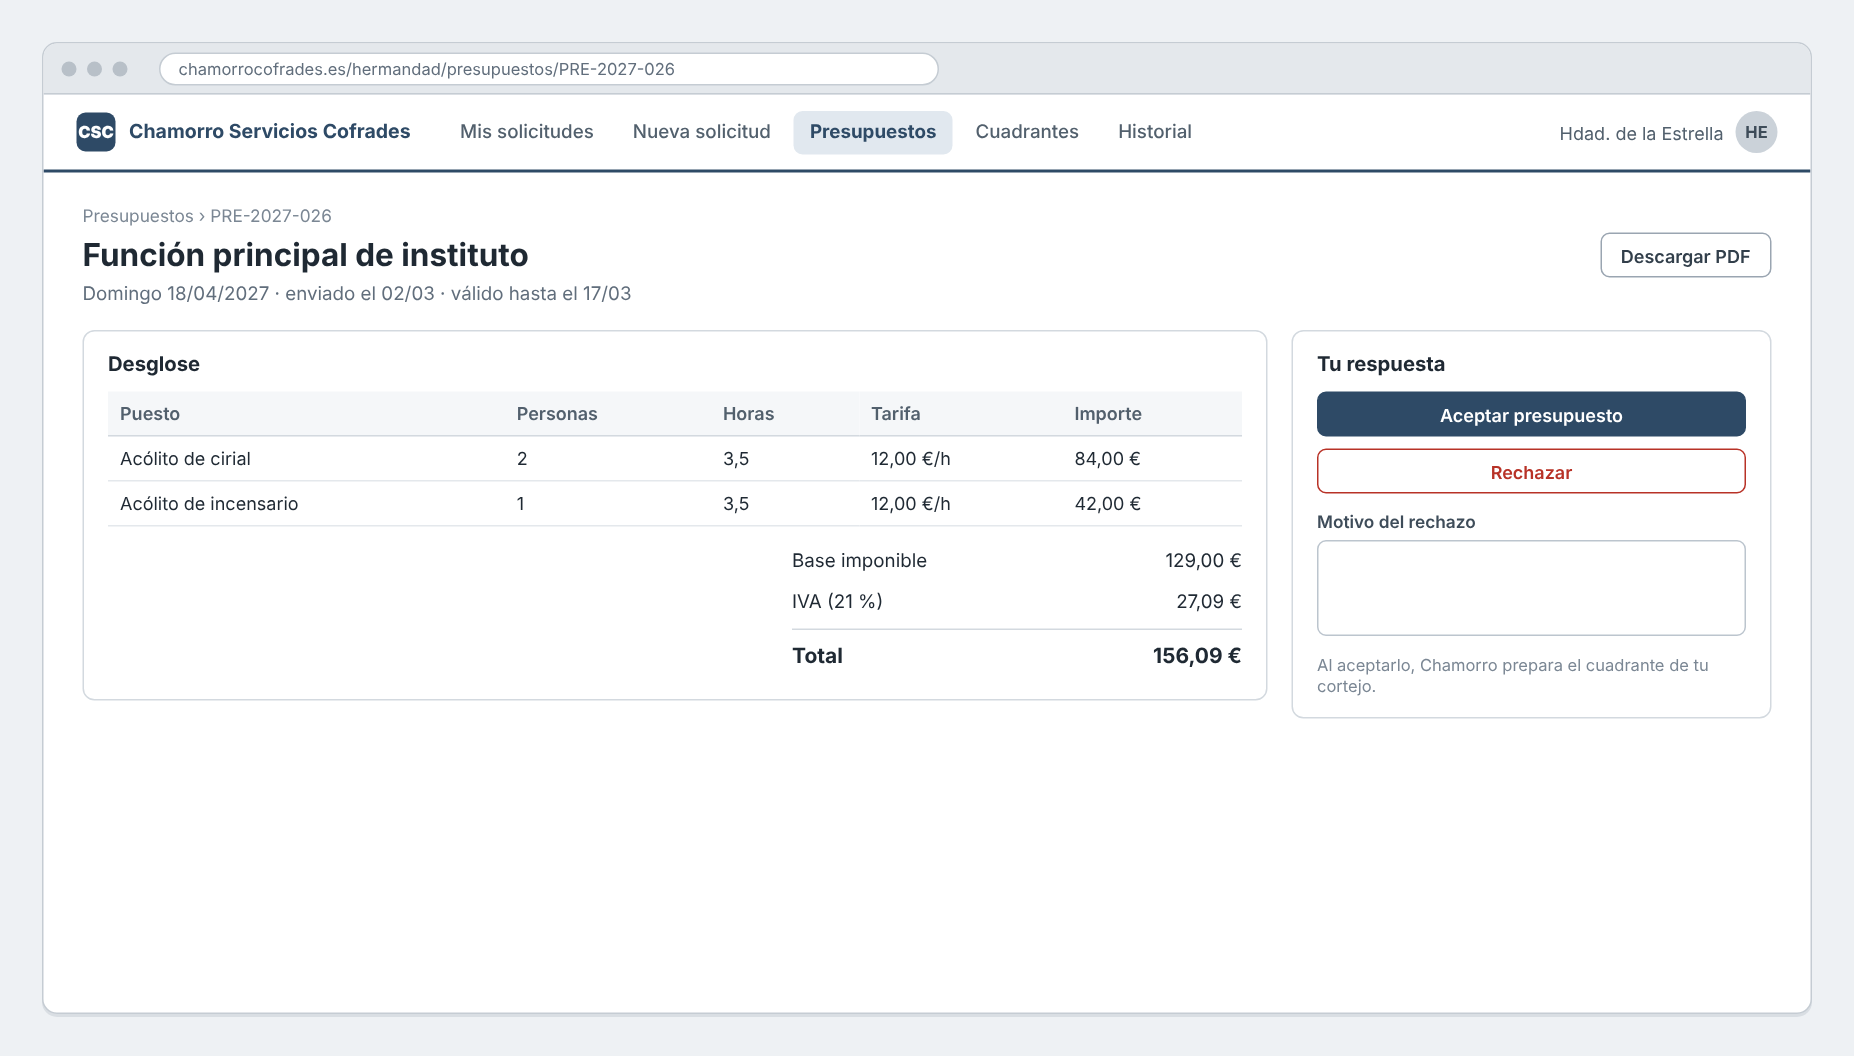 chamorrocofrades.es/hermandad/presupuestos/PRE-2027-026
CSC Chamorro Servicios Cofrades Mis solicitudes Nueva solicitud Presupuestos Cuadrantes Historial Hdad. de la Estrella HE
Presupuestos › PRE-2027-026
Función principal de instituto
Descargar PDF
Domingo 18/04/2027 · enviado el 02/03 · válido hasta el 17/03
Desglose
Puesto Personas Horas Tarifa Importe
Acólito de cirial 2 3,5 12,00 €/h 84,00 €
Acólito de incensario 1 3,5 12,00 €/h 42,00 €
Base imponible 129,00 €
IVA (21 %) 27,09 €
Total 156,09 €
Tu respuesta
Aceptar presupuesto
Rechazar
Motivo del rechazo
Al aceptarlo, Chamorro prepara el cuadrante de tu
cortejo.